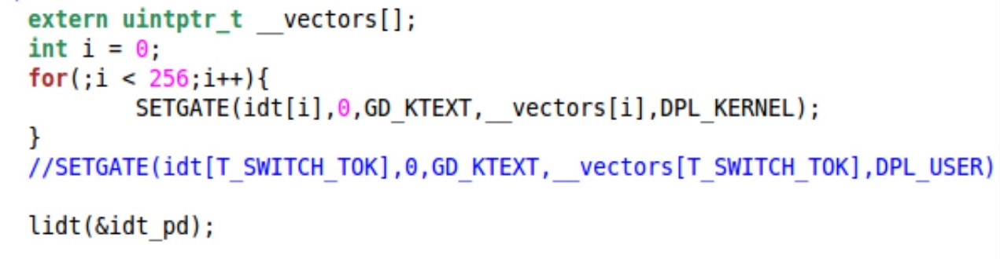 extern uintptr_t __vectors[];
int i = 0;
for(;i < 256;i++){
SETGATE(idt[i],0,GD_KTEXT,__vectors[i],DPL_KERNEL);
}
//SETGATE(idt[T_SWITCH_TOK],0,GD_KTEXT,__vectors[T_SWITCH_TOK],DPL_USER)
lidt(&idt_pd);